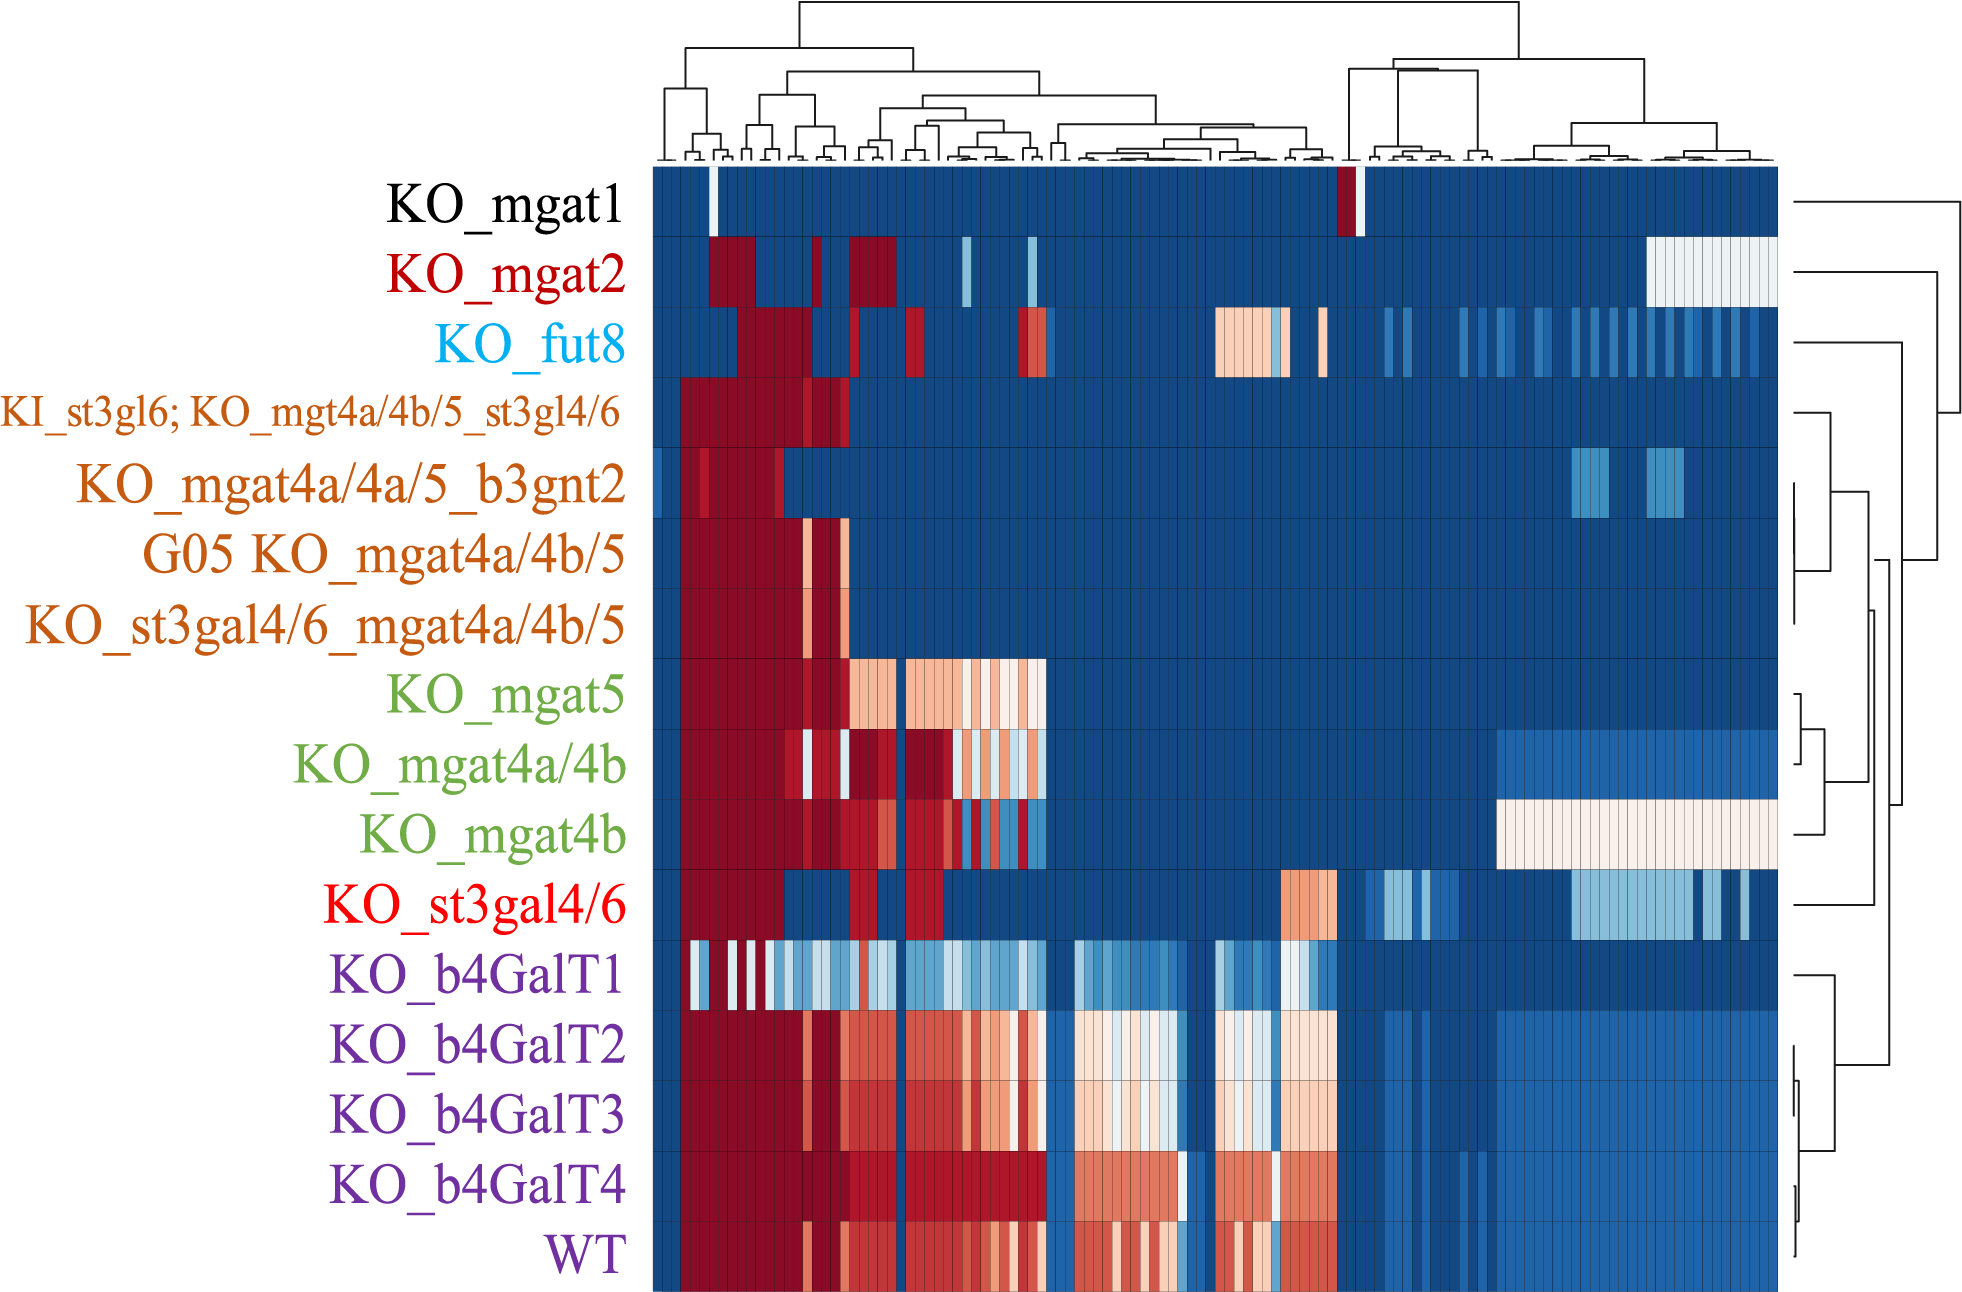 KO_mgat1
KO_mgat2
KO_fut8
KI_st3gl6; KO_mgt4a/4b/5_st3gl4/6
KO_mgat4a/4a/5_b3gnt2
G05 KO_mgat4a/4b/5
KO_st3gal4/6_mgat4a/4b/5
KO_mgat5
KO_mgat4a/4b
KO_mgat4b
KO_st3gal4/6
KO_b4GalT1
KO_b4GalT2
KO_b4GalT3
KO_b4GalT4
WT